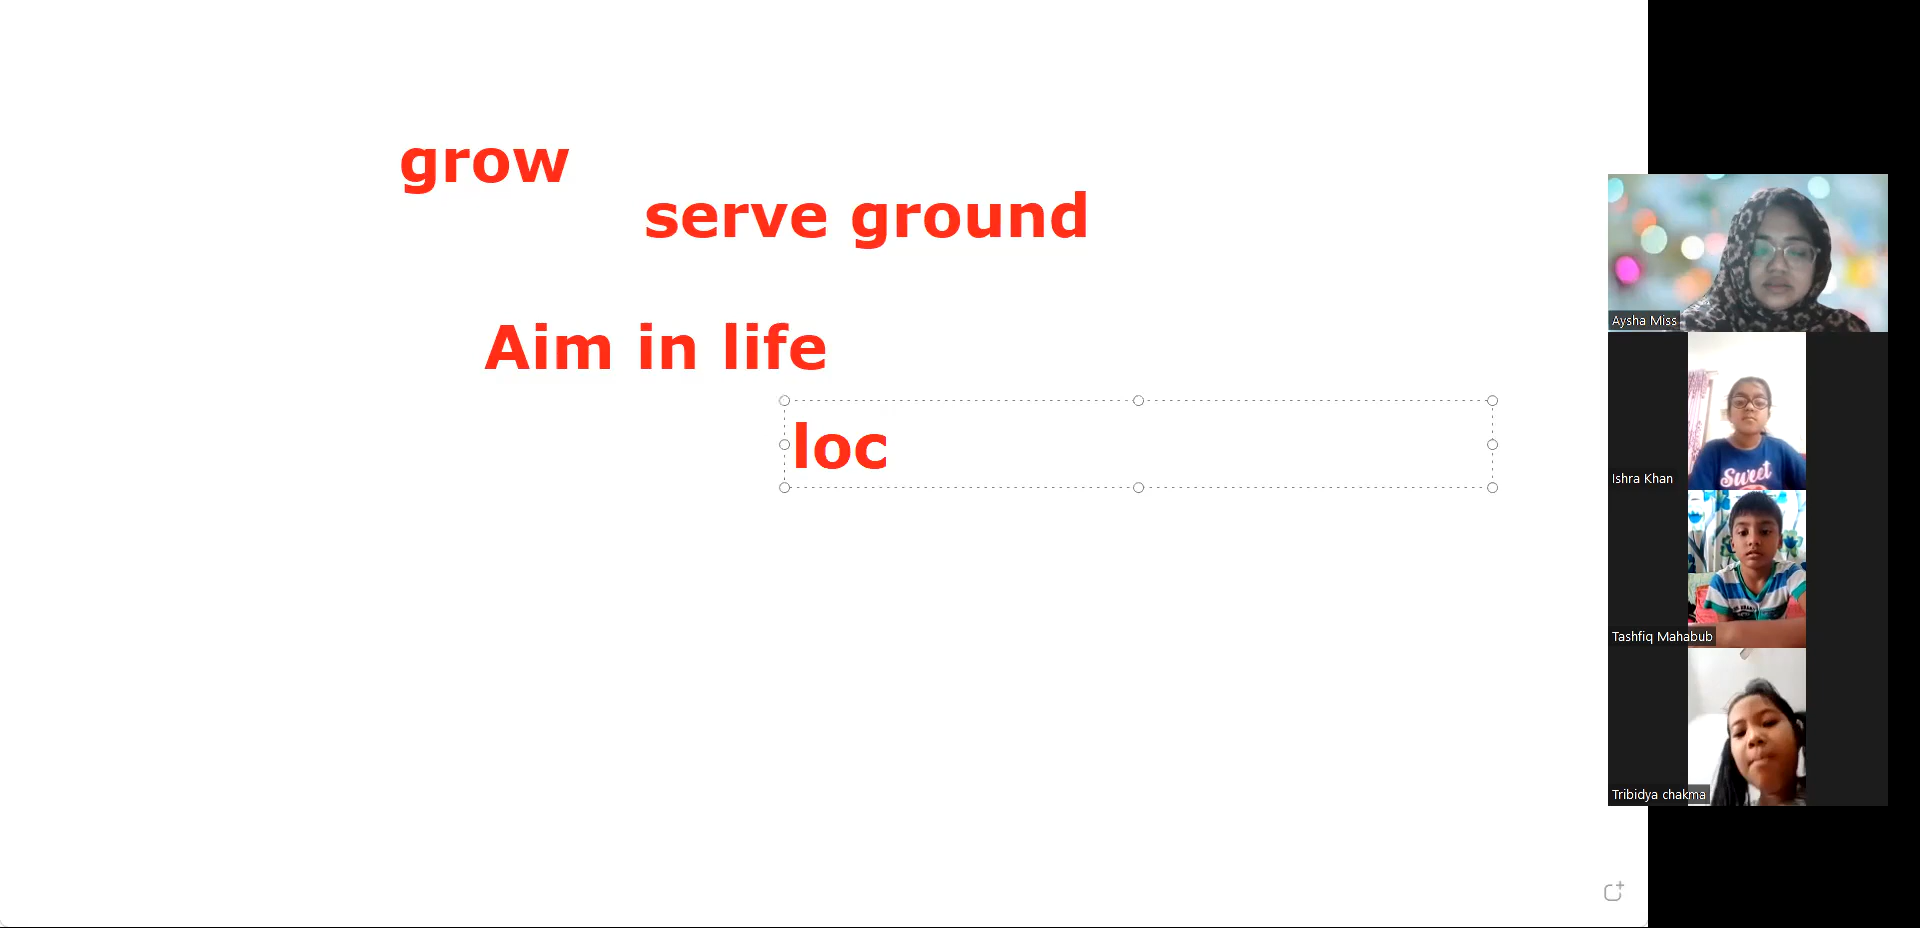 grow
serve ground
Aim in life
loc
Aysha Miss
Ishra Khan
Sweet
Tashfiq Mahabub
Tribidya chakma